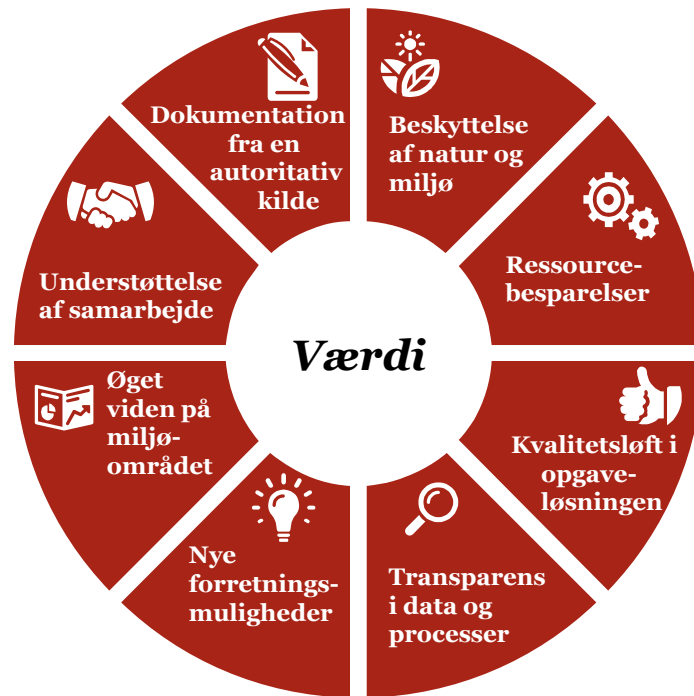 Dokumentation
fra en
autoritativ
kilde
Beskyttelse
af natur og
miljø
Ressource-
besparelser
Kvalitetsløft i
opgave-
løsningen
Transparens
i data og
processer
Nye
forretnings-
muligheder
Øget
viden på
miljø-
området
Understøttelse
af samarbejde
Værdi